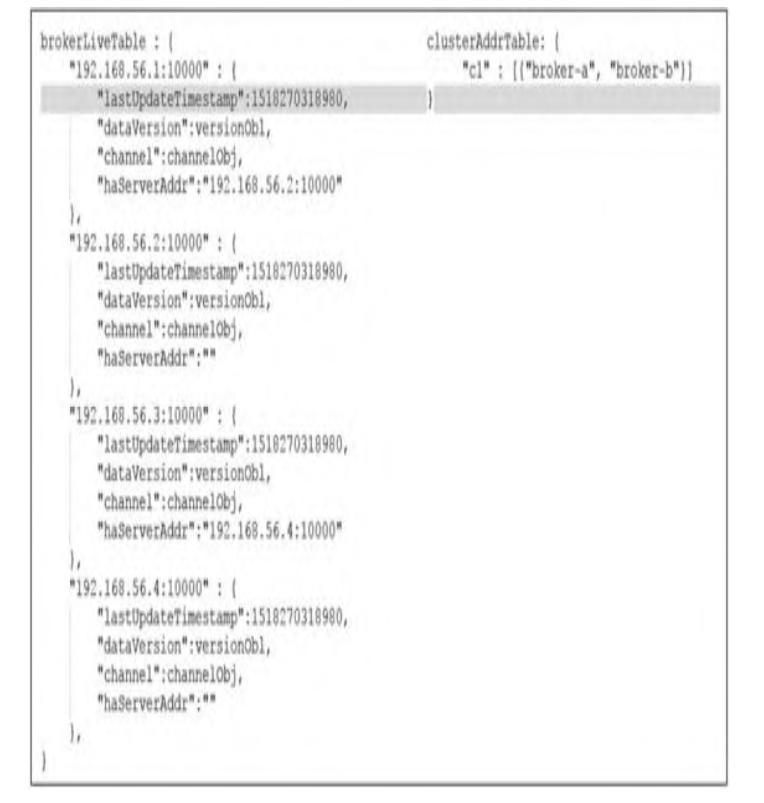 brokerLiveTable : {
    "192.168.56.1:10000" : {
        "lastUpdateTimestamp":1518270318980,
        "dataVersion":versionObl,
        "channel":channelObj,
        "haServerAddr":"192.168.56.2:10000"
    },
    "192.168.56.2:10000" : {
        "lastUpdateTimestamp":1518270318980,
        "dataVersion":versionObl,
        "channel":channelObj,
        "haServerAddr":""
    },
    "192.168.56.3:10000" : {
        "lastUpdateTimestamp":1518270318980,
        "dataVersion":versionObl,
        "channel":channelObj,
        "haServerAddr":"192.168.56.4:10000"
    },
    "192.168.56.4:10000" : {
        "lastUpdateTimestamp":1518270318980,
        "dataVersion":versionObl,
        "channel":channelObj,
        "haServerAddr":""
    },
}
clusterAddrTable: {
    "c1" : [{"broker-a", "broker-b"}]
}